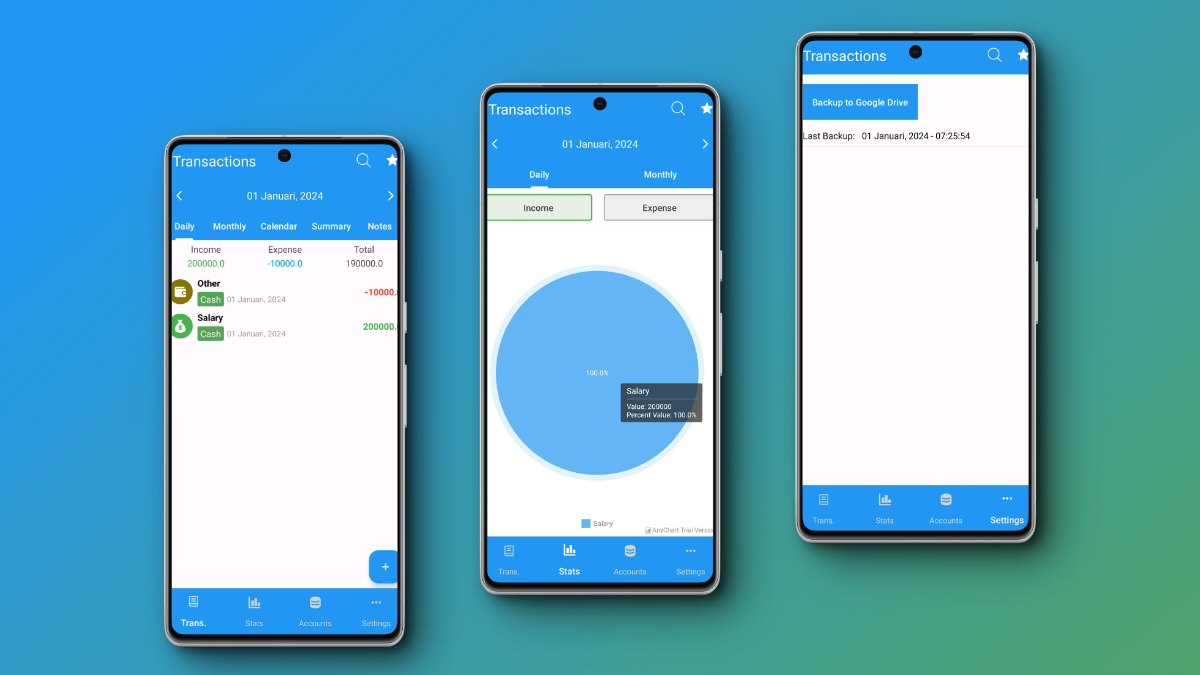 Transactions
01 Januari, 2024
Daily Monthly Calendar Summary Notes
Income Expense Total
200000.0 -10000.0 190000.0
Other
Cash 01 Januari, 2024 -10000.
Salary
Cash 01 Januari, 2024 200000.
+
Trans. Stats Accounts Settings
Transactions
01 Januari, 2024
Daily Monthly
Income Expense
100.0%
Salary
Value: 200000
Percent Value: 100.0%
Salary
AnyChart Trial Versio
Trans. Stats Accounts Settings
Transactions
Backup to Google Drive
Last Backup: 01 Januari, 2024 - 07:25:54
Trans. Stats Accounts Settings